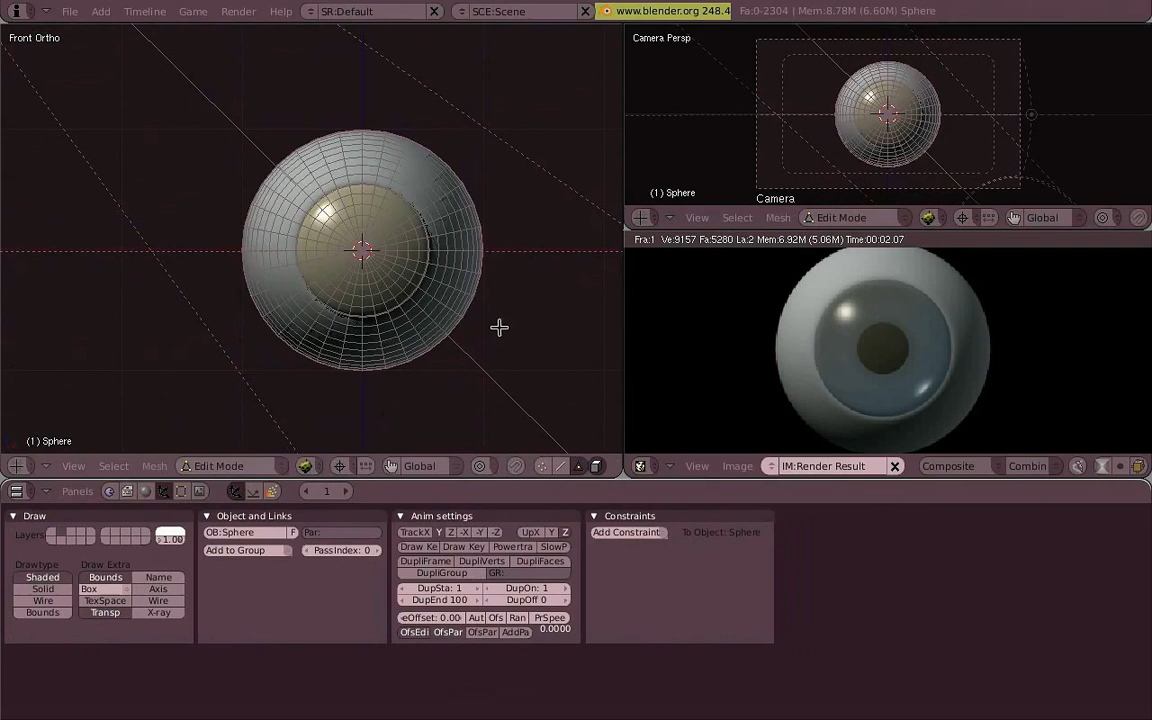 File Add Timeline Game Render Help SR:Default SCE:Scene www.blender.org 248.4 Fa:0-2304 | Mem:8.78M (6.60M) Sphere
Front Ortho
Camera Persp
(1) Sphere
Camera
View Select Mesh Edit Mode Global
Fra:1 Ve:9157 Fa:5280 La:2 Mem:6.92M (5.06M) Time:00:02.07
(1) Sphere
View Select Mesh Edit Mode Global
View Image IM:Render Result Composite Combin
Panels 1
Draw
Layers 1.00
Drawtype Draw Extra
Shaded Bounds Name
Solid Box Axis
Wire TexSpace Wire
Bounds Transp X-ray
Object and Links
OB:Sphere F Par:
Add to Group PassIndex: 0
Anim settings
TrackX Y Z -X -Y -Z UpX Y Z
Draw Ke Draw Key Powertra SlowP
DupliFrame DupliVerts DupliFaces
DupliGroup GR:
DupSta: 1 DupOn: 1
DupEnd 100 DupOff 0
eOffset: 0.00 Aut Ofs Ran PrSpee
OfsEdi OfsPar OfsPar AddPa 0.0000
Constraints
Add Constraint To Object: Sphere